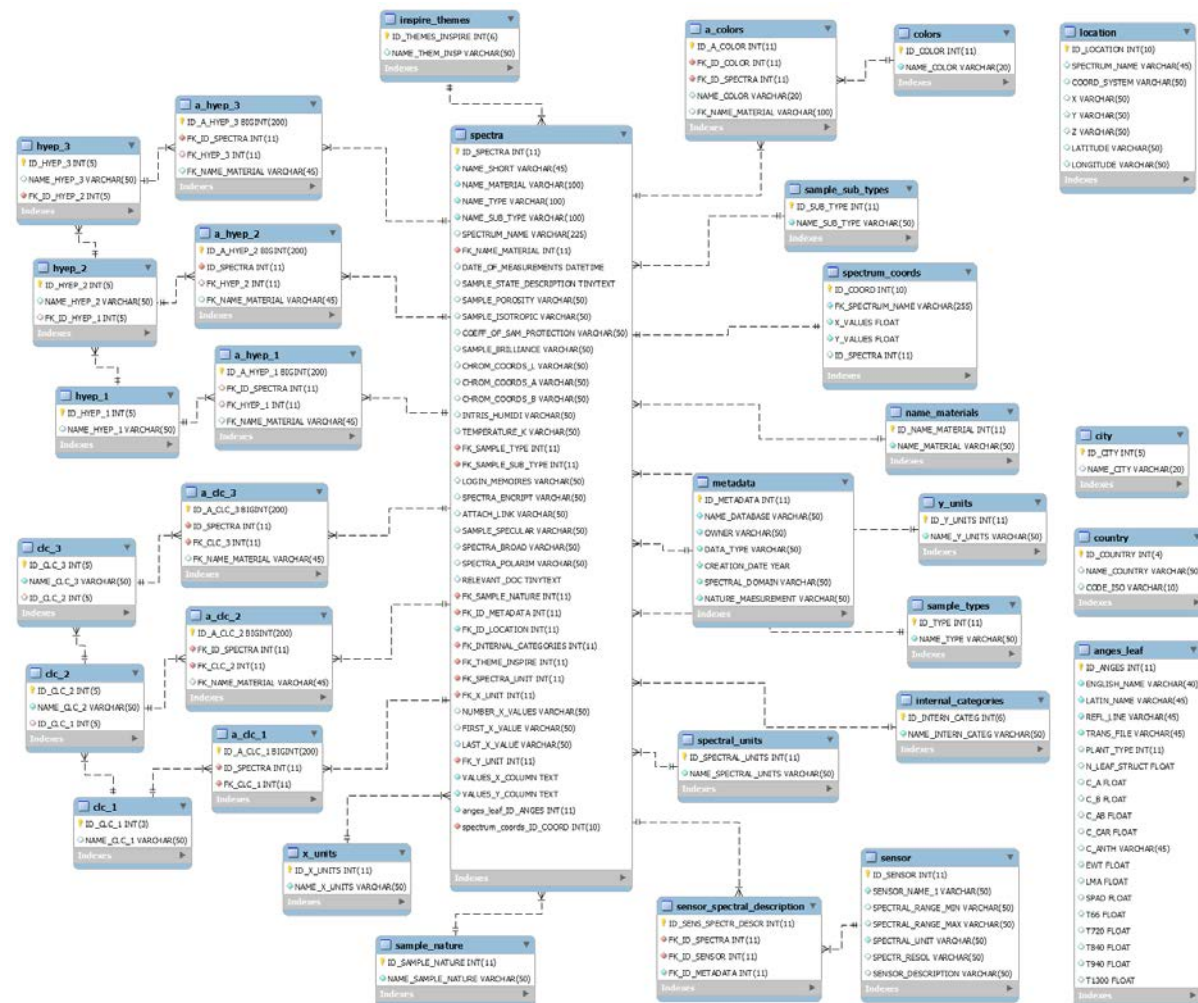 inspire_themes
ID_THEMES_INSPIRE INT(6)
NAME_THEM_INSP VARCHAR(50)
Indexes
a_colors
ID_A_COLOR INT(11)
FK_ID_COLOR INT(11)
FK_ID_SPECTRA INT(11)
NAME_COLOR VARCHAR(20)
FK_NAME_MATERIAL VARCHAR(100)
Indexes
colors
ID_COLOR INT(11)
NAME_COLOR VARCHAR(20)
Indexes
location
ID_LOCATION INT(10)
SPECTRUM_NAME VARCHAR(45)
COORD_SYSTEM VARCHAR(50)
X VARCHAR(50)
Y VARCHAR(50)
Z VARCHAR(50)
LATITUDE VARCHAR(50)
LONGITUDE VARCHAR(50)
Indexes
a_hyep_3
ID_A_HYEP_3 BIGINT(200)
FK_ID_SPECTRA INT(11)
FK_HYEP_3 INT(11)
FK_NAME_MATERIAL VARCHAR(45)
Indexes
hyep_3
ID_HYEP_3 INT(5)
NAME_HYEP_3 VARCHAR(50)
FK_ID_HYEP_2 INT(5)
Indexes
a_hyep_2
ID_A_HYEP_2 BIGINT(200)
ID_SPECTRA INT(11)
FK_HYEP_2 INT(11)
FK_NAME_MATERIAL VARCHAR(45)
Indexes
hyep_2
ID_HYEP_2 INT(5)
NAME_HYEP_2 VARCHAR(50)
FK_ID_HYEP_1 INT(5)
Indexes
a_hyep_1
ID_A_HYEP_1 BIGINT(200)
FK_ID_SPECTRA INT(11)
FK_HYEP_1 INT(11)
FK_NAME_MATERIAL VARCHAR(45)
Indexes
hyep_1
ID_HYEP_1 INT(5)
NAME_HYEP_1 VARCHAR(50)
Indexes
a_clc_3
ID_A_CLC_3 BIGINT(200)
ID_SPECTRA INT(11)
FK_CLC_3 INT(11)
FK_NAME_MATERIAL VARCHAR(45)
Indexes
clc_3
ID_CLC_3 INT(5)
NAME_CLC_3 VARCHAR(50)
ID_CLC_2 INT(5)
Indexes
a_clc_2
ID_A_CLC_2 BIGINT(200)
FK_ID_SPECTRA INT(11)
FK_CLC_2 INT(11)
FK_NAME_MATERIAL VARCHAR(45)
Indexes
clc_2
ID_CLC_2 INT(5)
NAME_CLC_2 VARCHAR(50)
ID_CLC_1 INT(5)
Indexes
a_clc_1
ID_A_CLC_1 BIGINT(200)
ID_SPECTRA INT(11)
FK_CLC_1 INT(11)
Indexes
clc_1
ID_CLC_1 INT(3)
NAME_CLC_1 VARCHAR(50)
Indexes
x_units
ID_X_UNITS INT(11)
NAME_X_UNITS VARCHAR(50)
Indexes
sample_nature
ID_SAMPLE_NATURE INT(11)
NAME_SAMPLE_NATURE VARCHAR(50)
Indexes
spectra
ID_SPECTRA INT(11)
NAME_SHORT VARCHAR(45)
NAME_MATERIAL VARCHAR(100)
NAME_TYPE VARCHAR(100)
NAME_SUB_TYPE VARCHAR(100)
SPECTRUM_NAME VARCHAR(225)
FK_NAME_MATERIAL INT(11)
DATE_OF_MEASUREMENTS DATETIME
SAMPLE_STATE_DESCRIPTION TINYTEXT
SAMPLE_POROSITY VARCHAR(50)
SAMPLE_ISOTROPIC VARCHAR(50)
COEFF_OF_SAM_PROTECTION VARCHAR(50)
SAMPLE_BRILLIANCE VARCHAR(50)
CHROM_COORDS_L VARCHAR(50)
CHROM_COORDS_A VARCHAR(50)
CHROM_COORDS_B VARCHAR(50)
INTRIS_HUMIDI VARCHAR(50)
TEMPERATURE_K VARCHAR(50)
FK_SAMPLE_TYPE INT(11)
FK_SAMPLE_SUB_TYPE INT(11)
LOGIN_MEMOIRES VARCHAR(50)
SPECTRA_ENCRIPT VARCHAR(50)
ATTACH_LINK VARCHAR(50)
SAMPLE_SPECULAR VARCHAR(50)
SPECTRA_BROAD VARCHAR(50)
SPECTRA_POLARIM VARCHAR(50)
RELEVANT_DOC TINYTEXT
FK_SAMPLE_NATURE INT(11)
FK_ID_METADATA INT(11)
FK_ID_LOCATION INT(11)
FK_INTERNAL_CATEGORIES INT(11)
FK_THEME_INSPIRE INT(11)
FK_SPECTRA_UNIT INT(11)
FK_X_UNIT INT(11)
NUMBER_X_VALUES VARCHAR(50)
FIRST_X_VALUE VARCHAR(50)
LAST_X_VALUE VARCHAR(50)
FK_Y_UNIT INT(11)
VALUES_X_COLUMN TEXT
VALUES_Y_COLUMN TEXT
anges_leaf_ID_ANGES INT(11)
spectrum_coords_ID_COORD INT(10)
Indexes
sample_sub_types
ID_SUB_TYPE INT(11)
NAME_SUB_TYPE VARCHAR(50)
Indexes
spectrum_coords
ID_COORD INT(10)
FK_SPECTRUM_NAME VARCHAR(255)
X_VALUES FLOAT
Y_VALUES FLOAT
ID_SPECTRA INT(11)
Indexes
name_materials
ID_NAME_MATERIAL INT(11)
NAME_MATERIAL VARCHAR(50)
Indexes
metadata
ID_METADATA INT(11)
NAME_DATABASE VARCHAR(50)
OWNER VARCHAR(50)
DATA_TYPE VARCHAR(50)
CREATION_DATE YEAR
SPECTRAL_DOMAIN VARCHAR(50)
NATURE_MAESUREMENT VARCHAR(50)
Indexes
y_units
ID_Y_UNITS INT(11)
NAME_Y_UNITS VARCHAR(50)
Indexes
sample_types
ID_TYPE INT(11)
NAME_TYPE VARCHAR(50)
Indexes
internal_categories
ID_INTERN_CATEG INT(6)
NAME_INTERN_CATEG VARCHAR(50)
Indexes
spectral_units
ID_SPECTRAL_UNITS INT(11)
NAME_SPECTRAL_UNITS VARCHAR(50)
Indexes
sensor_spectral_description
ID_SENS_SPECTR_DESCR INT(11)
FK_ID_SPECTRA INT(11)
FK_ID_SENSOR INT(11)
FK_ID_METADATA INT(11)
Indexes
sensor
ID_SENSOR INT(11)
SENSOR_NAME_1 VARCHAR(50)
SPECTRAL_RANGE_MIN VARCHAR(50)
SPECTRAL_RANGE_MAX VARCHAR(50)
SPECTRAL_UNIT VARCHAR(50)
SPECTR_RESOL VARCHAR(50)
SENSOR_DESCRIPTION VARCHAR(50)
Indexes
city
ID_CITY INT(5)
NAME_CITY VARCHAR(20)
Indexes
country
ID_COUNTRY INT(4)
NAME_COUNTRY VARCHAR(50)
CODE_ISO VARCHAR(10)
Indexes
anges_leaf
ID_ANGES INT(11)
ENGLISH_NAME VARCHAR(40)
LATIN_NAME VARCHAR(45)
REFL_LINE VARCHAR(45)
TRANS_FILE VARCHAR(45)
PLANT_TYPE INT(11)
N_LEAF_STRUCT FLOAT
C_A FLOAT
C_B FLOAT
C_AB FLOAT
C_CAR FLOAT
C_ANTH VARCHAR(45)
EWT FLOAT
LMA FLOAT
SPAD FLOAT
T66 FLOAT
T720 FLOAT
T840 FLOAT
T940 FLOAT
T1300 FLOAT
Indexes